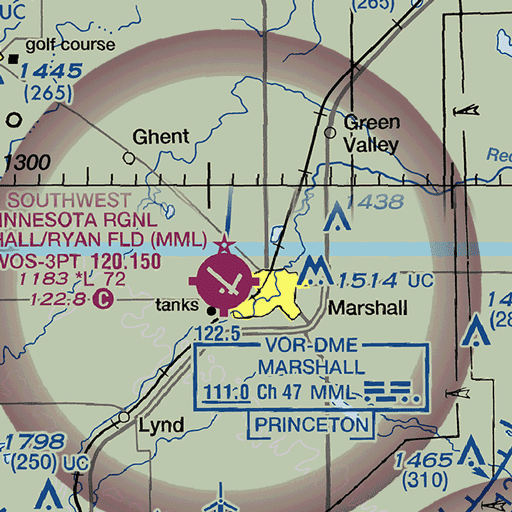 UC
(265)
golf course
1445
(265)
Ghent
Green
Valley
1300
Red
SOUTHWEST
INNESOTA RGNL
HALL/RYAN FLD (MML)
WOS-3PT 120.150
1183 *L 72
122.8 C
1438
1514 UC
tanks
Marshall
122.5
14
(28
VOR-DME
MARSHALL
111.0 Ch 47 MML
PRINCETON
Lynd
1798
(250) UC
1465
(310)